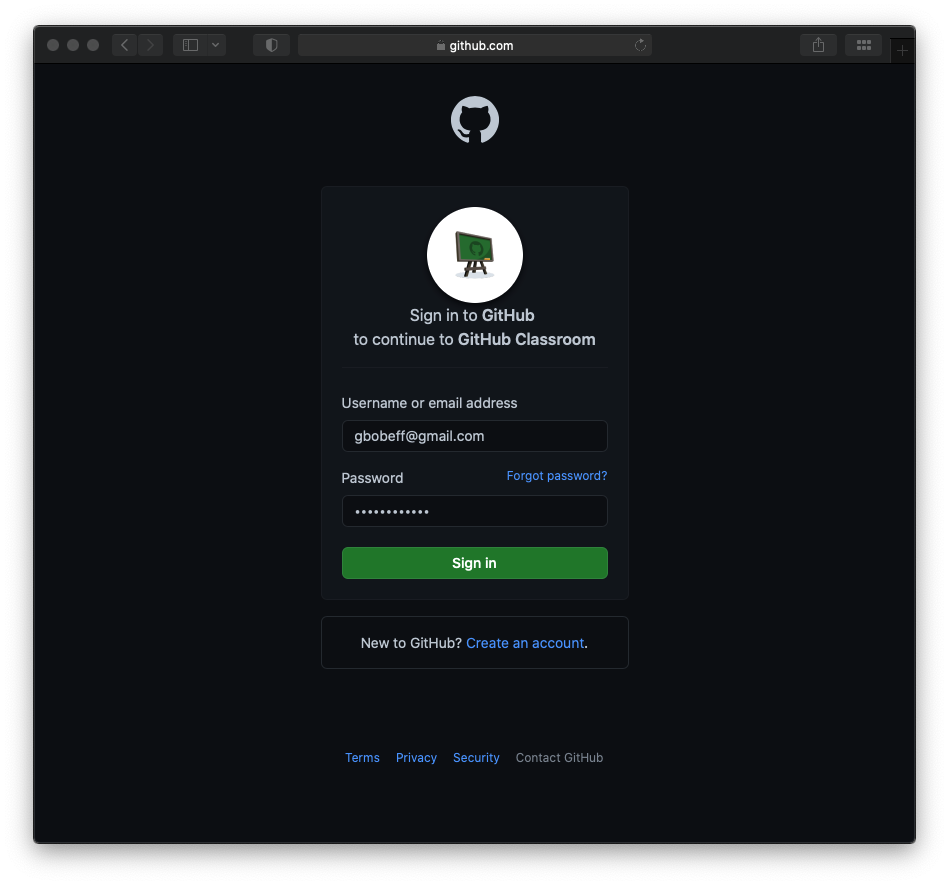 github.com
Sign in to GitHub
to continue to GitHub Classroom
Username or email address
gbobeff@gmail.com
Password Forgot password?
••••••••••••
Sign in
New to GitHub? Create an account.
Terms Privacy Security Contact GitHub